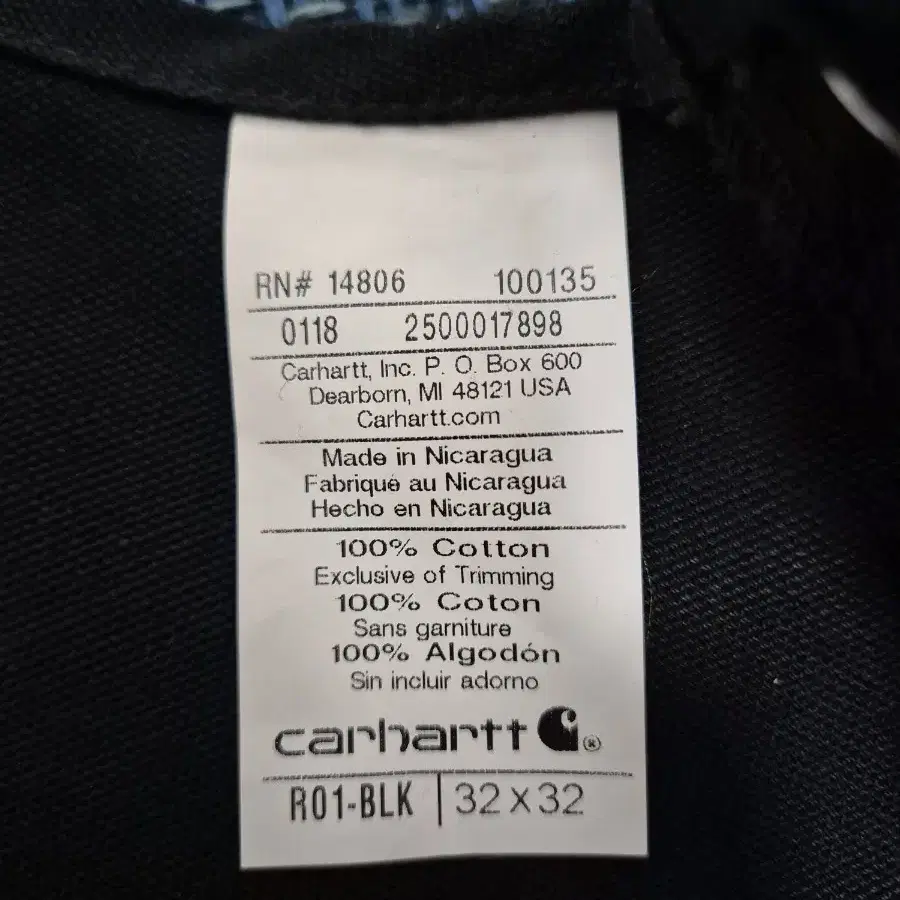 RN# 14806 100135
0118 2500017898
Carhartt, Inc. P. O. Box 600
Dearborn, MI 48121 USA
Carhartt.com
Made in Nicaragua
Fabriqué au Nicaragua
Hecho en Nicaragua
100% Cotton
Exclusive of Trimming
100% Coton
Sans garniture
100% Algodón
Sin incluir adorno
carhartt ®
R01-BLK | 32 x 32